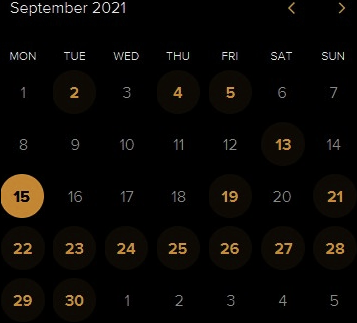 September 2021
MON TUE WED THU FRI SAT SUN
1 2 3 4 5 6 7
8 9 10 11 12 13 14
15 16 17 18 19 20 21
22 23 24 25 26 27 28
29 30 1 2 3 4 5